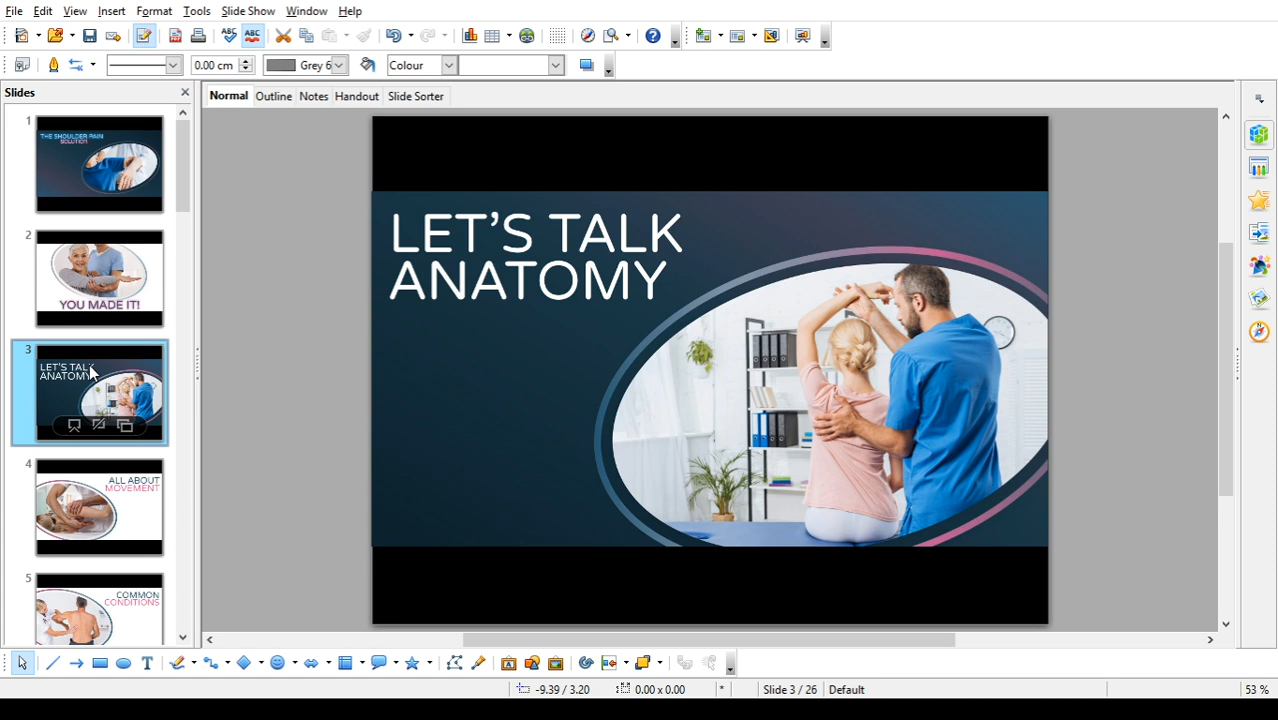 File Edit View Insert Format Tools Slide Show Window Help
ABC ABC
0.00 cm Grey 6 Colour
Slides
Normal Outline Notes Handout Slide Sorter
1
THE SHOULDER PAIN
SOLUTION
2
YOU MADE IT!
3
LET'S TALK
ANATOMY
4
ALL ABOUT
MOVEMENT
5
COMMON
CONDITIONS
LET'S TALK
ANATOMY
-9.39 / 3.20 0.00 x 0.00 * Slide 3 / 26 Default 53 %